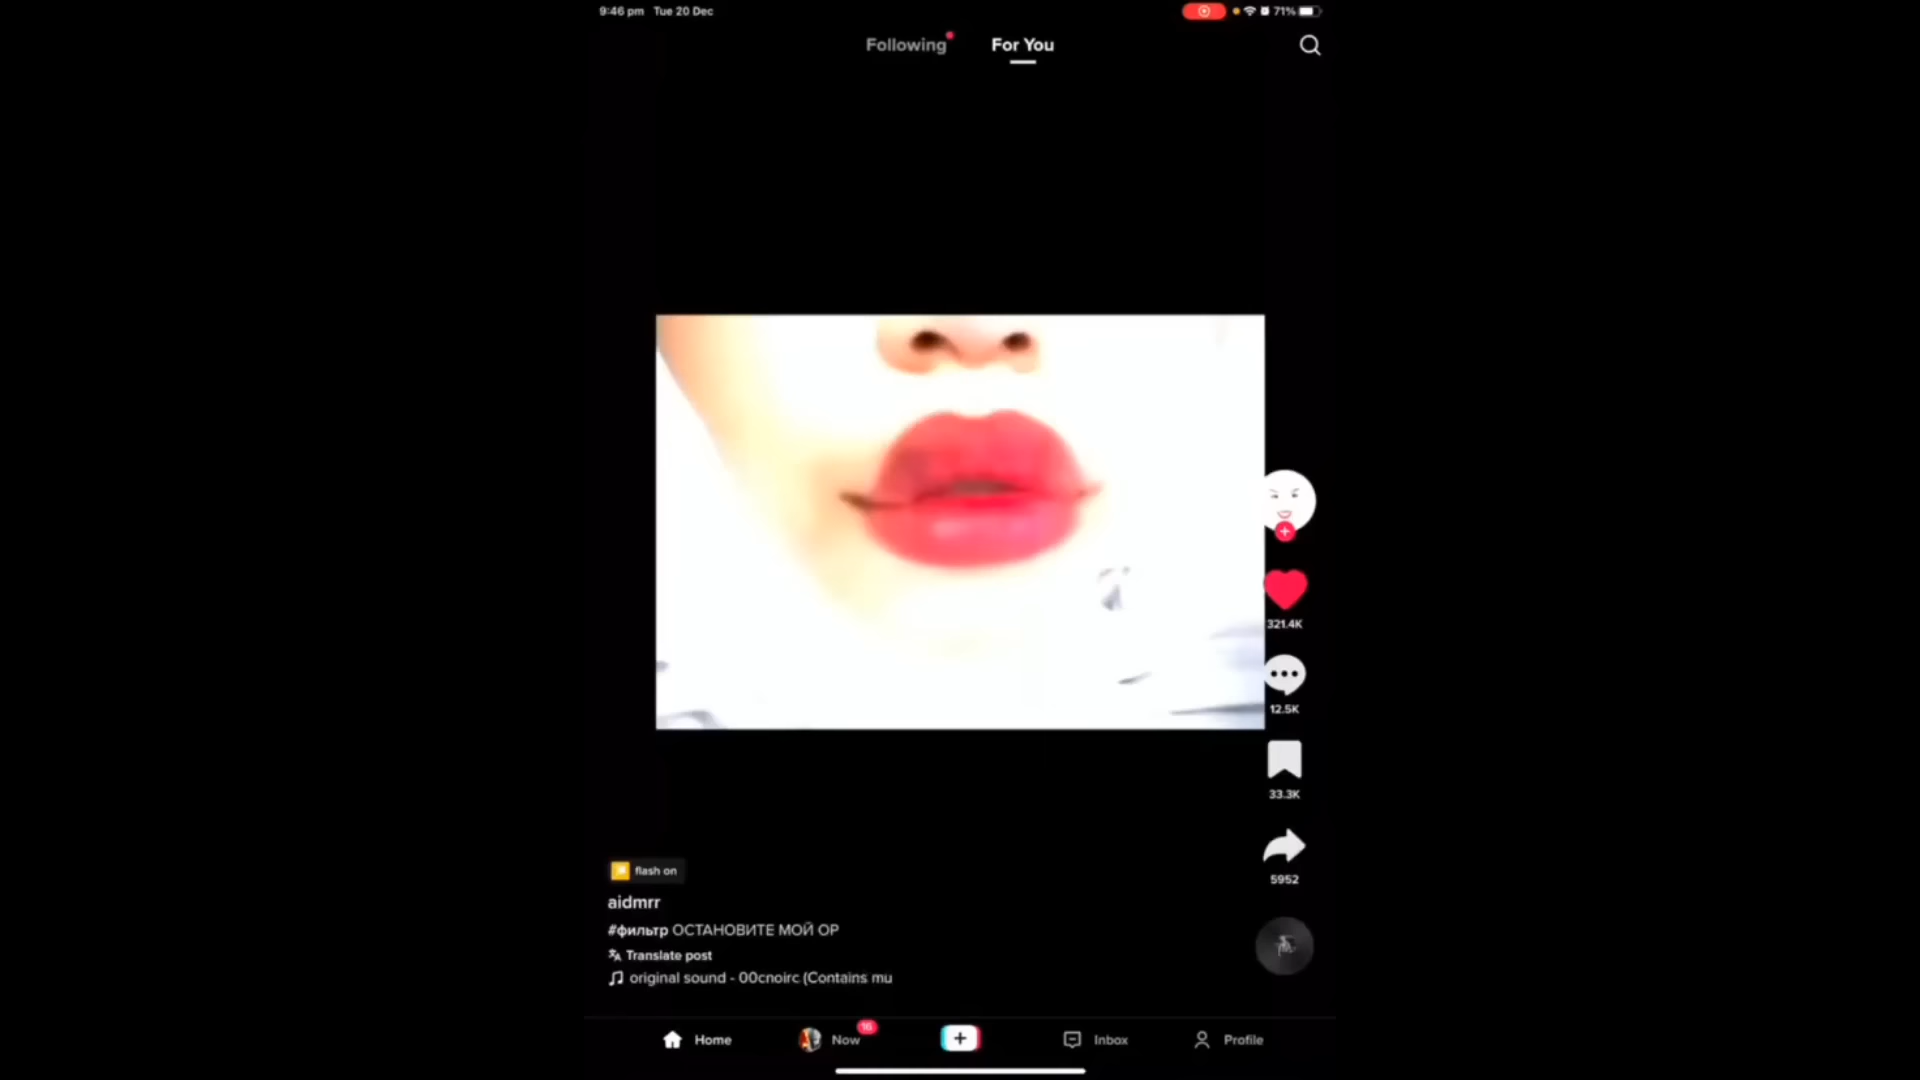 9:46 pm Tue 20 Dec
71%
Following For You
321.4K
12.5K
33.3K
5952
flash on
aidmrr
#фильтр ОСТАНОВИТЕ МОЙ ОР
Translate post
original sound - 00cnoirc (Contains mu
Home Now 16 Inbox Profile